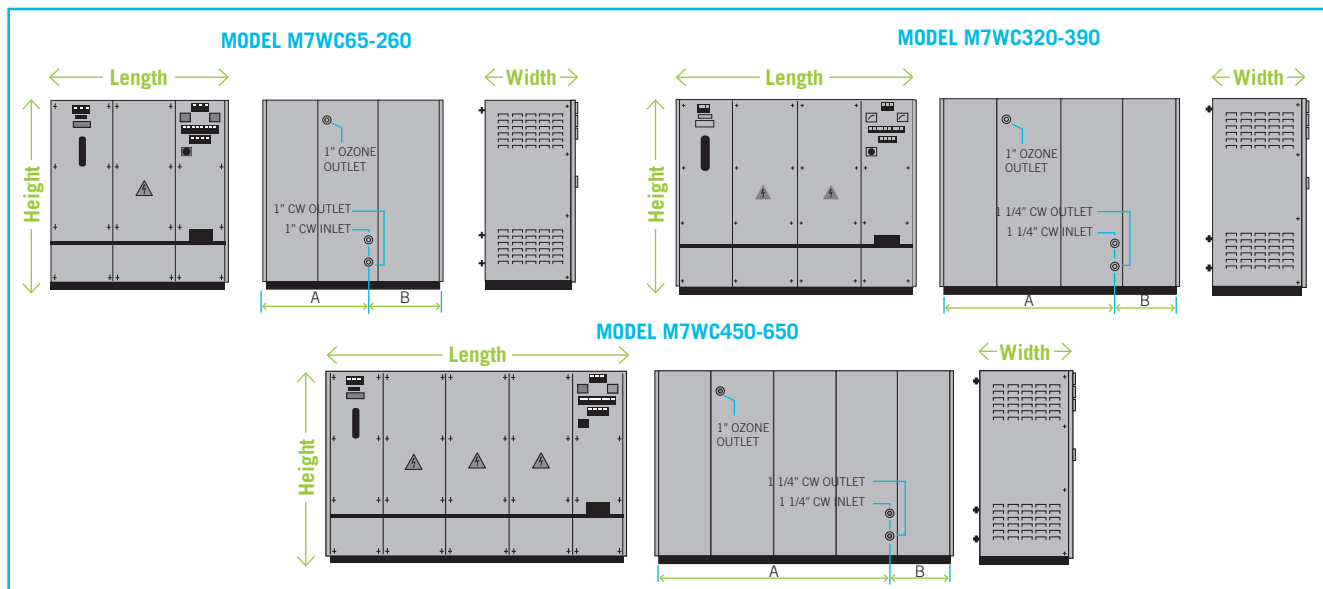 MODEL M7WC65-260
Length
Width
Height
1” OZONE
OUTLET
1” CW OUTLET
1” CW INLET
A
B
MODEL M7WC320-390
Length
Width
Height
1” OZONE
OUTLET
1 1/4” CW OUTLET
1 1/4” CW INLET
A
B
MODEL M7WC450-650
Length
Width
Height
1” OZONE
OUTLET
1 1/4” CW OUTLET
1 1/4” CW INLET
A
B